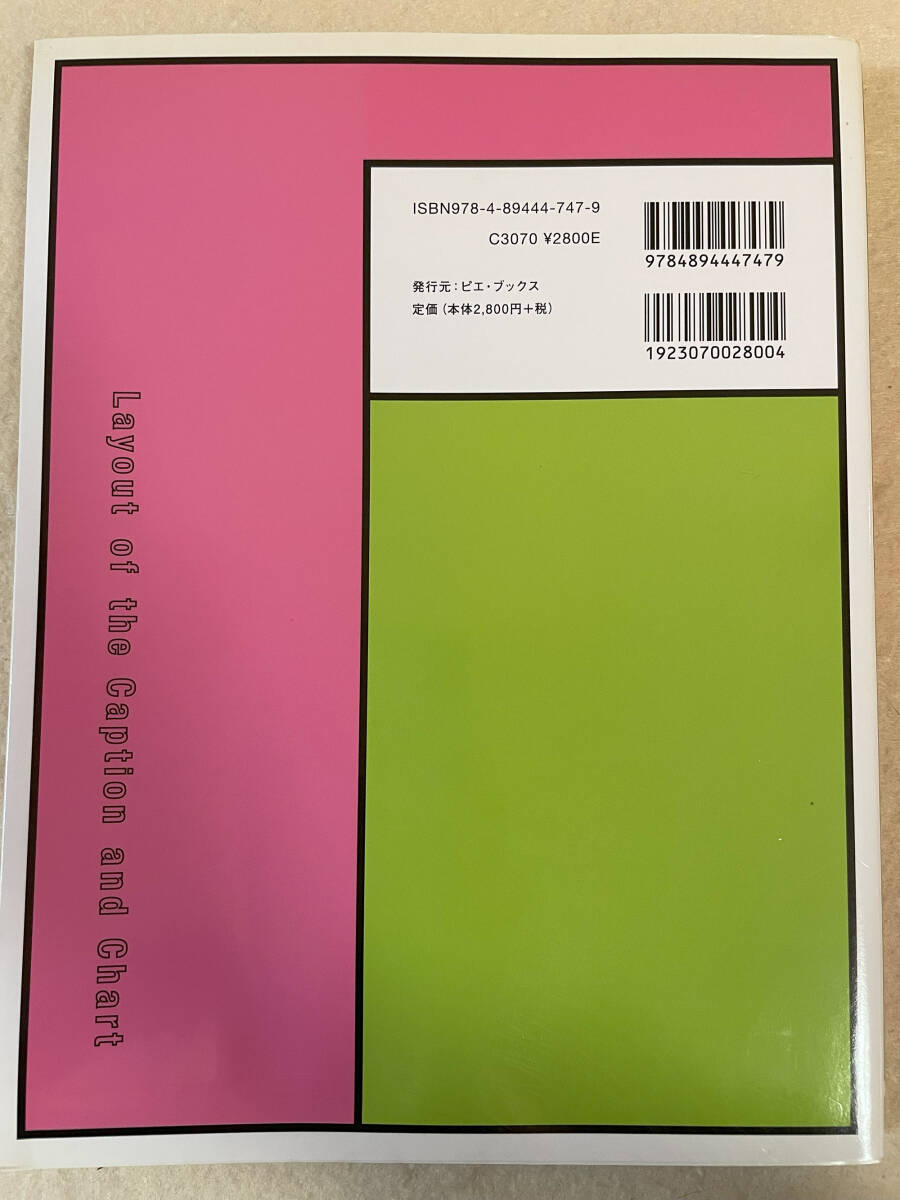 ISBN978-4-89444-747-9
C3070 ¥2800E
発行元：ピエ・ブックス
定価（本体2,800円＋税）
9784894447479
1923070028004
Layout of the Caption and Chart